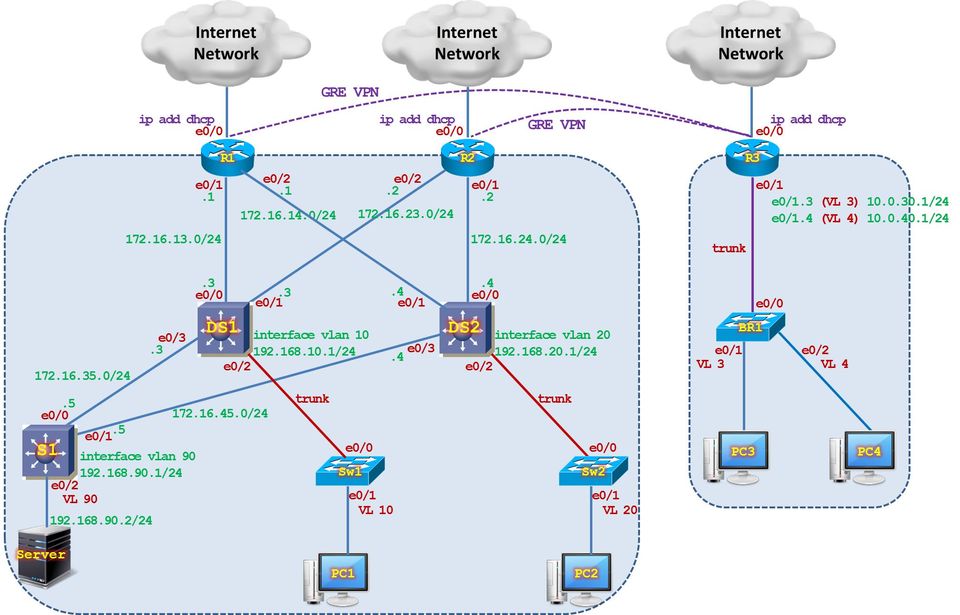 Internet
Network
Internet
Network
Internet
Network
GRE VPN
GRE VPN
ip add dhcp
e0/0
ip add dhcp
e0/0
ip add dhcp
e0/0
R1
R2
R3
e0/1
.1
e0/2
.1
e0/2
.2
e0/1
.2
e0/1
e0/1.3 (VL 3) 10.0.30.1/24
e0/1.4 (VL 4) 10.0.40.1/24
172.16.14.0/24
172.16.23.0/24
172.16.13.0/24
172.16.24.0/24
trunk
.3
e0/0
e0/1
.3
.4
e0/1
.4
e0/0
e0/0
DS1
DS2
BR1
e0/3
.3
interface vlan 10
192.168.10.1/24
e0/2
e0/3
.4
interface vlan 20
192.168.20.1/24
e0/2
e0/1
VL 3
e0/2
VL 4
172.16.35.0/24
172.16.45.0/24
trunk
trunk
.5
e0/0
e0/1
.5
S1
interface vlan 90
192.168.90.1/24
e0/2
VL 90
192.168.90.2/24
Server
e0/0
Sw1
e0/1
VL 10
PC1
e0/0
Sw2
e0/1
VL 20
PC2
PC3
PC4